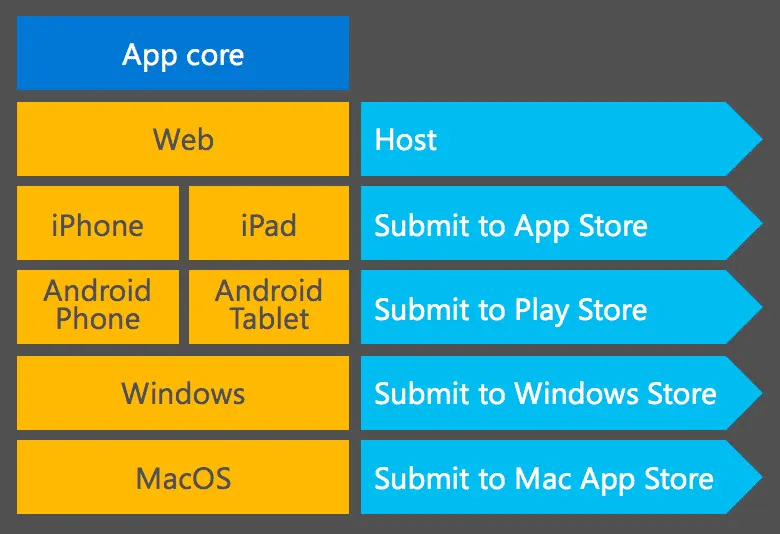 App core
Web
Host
iPhone
iPad
Submit to App Store
Android
Phone
Android
Tablet
Submit to Play Store
Windows
Submit to Windows Store
MacOS
Submit to Mac App Store